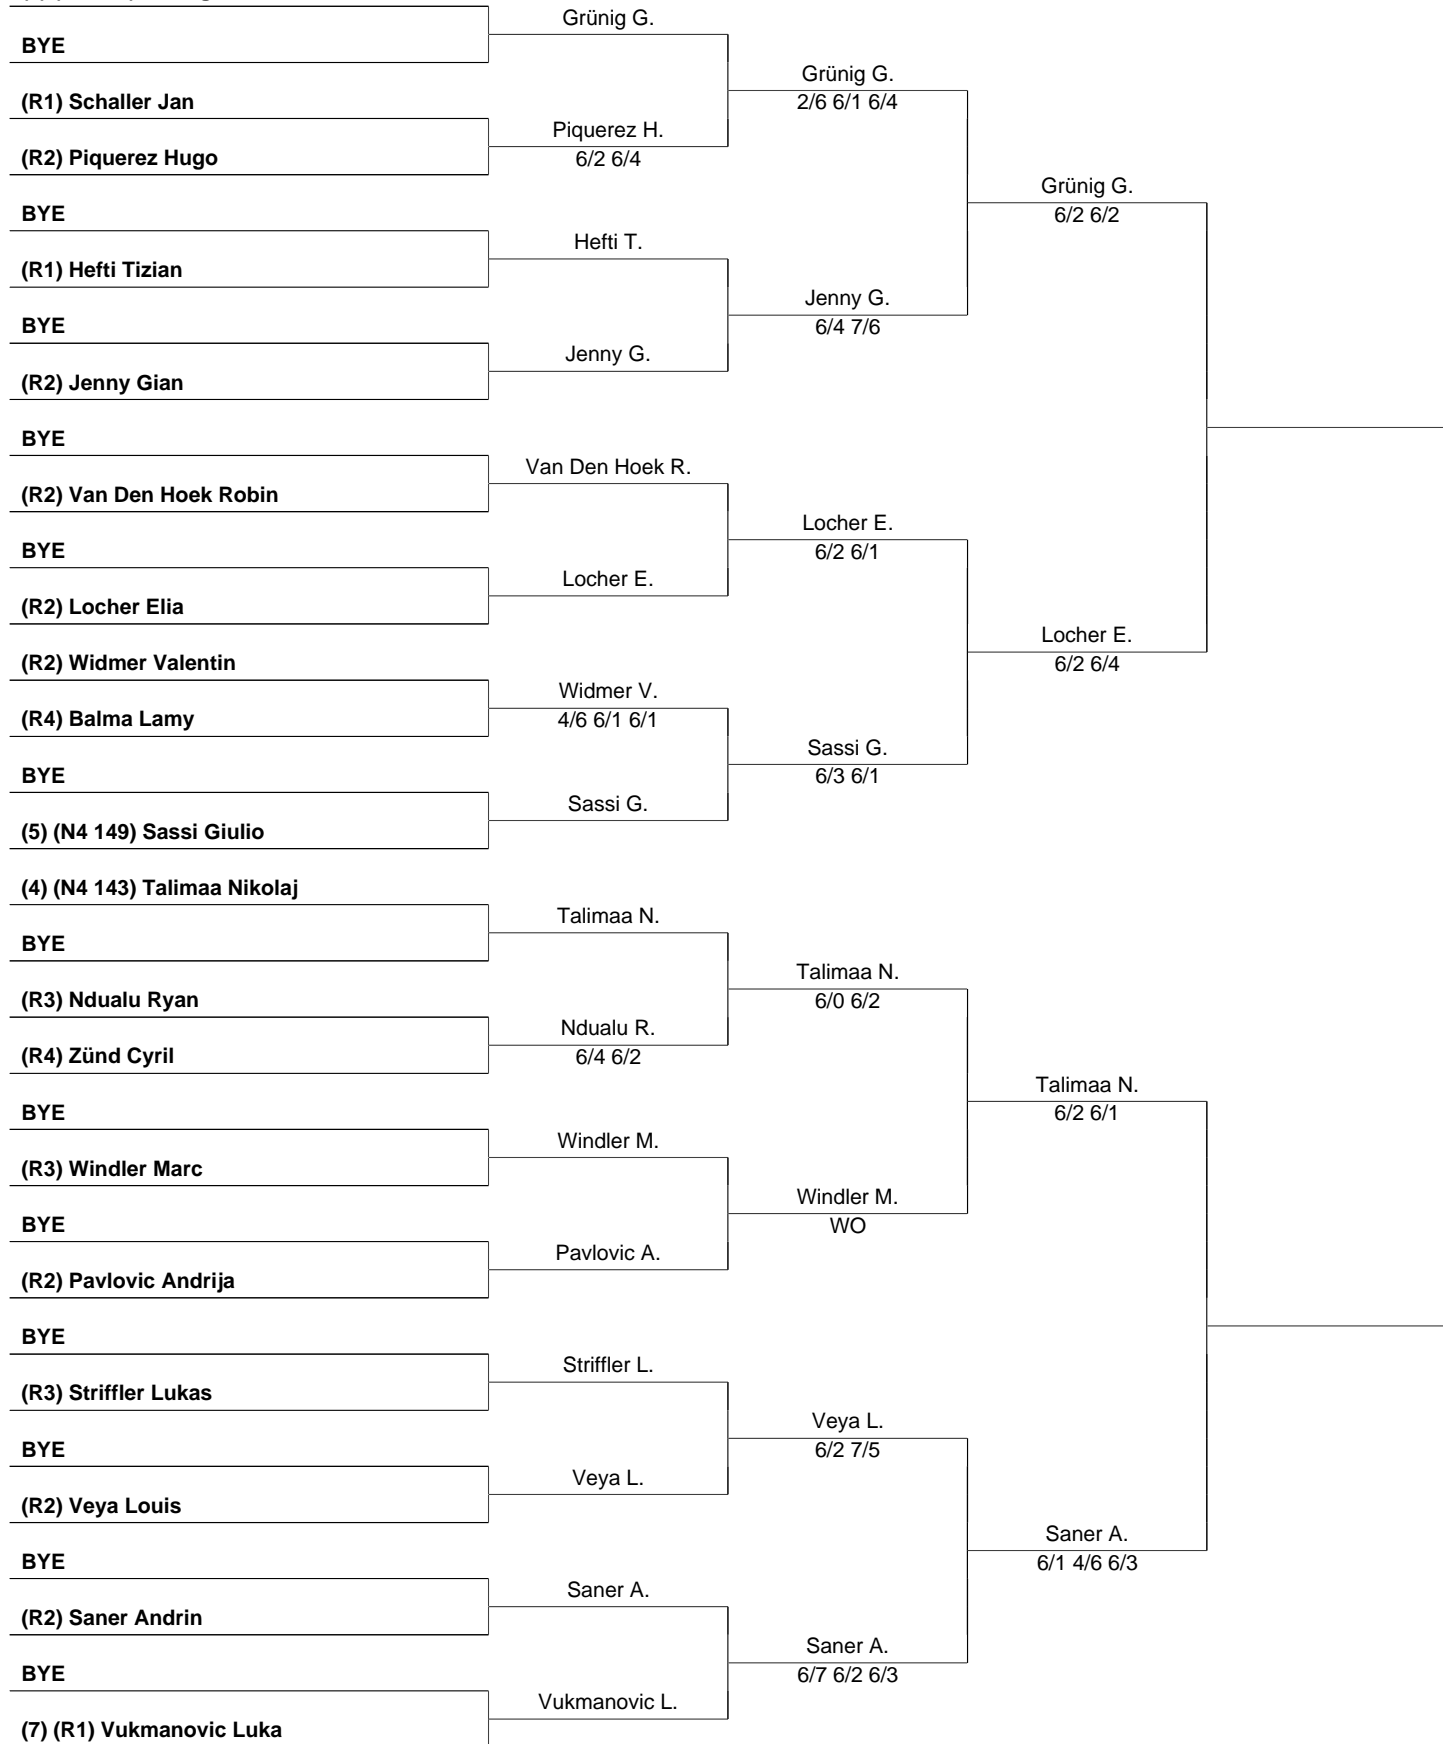 Grünig G.
BYE
Grünig G.
(R1) Schaller Jan
2/6 6/1 6/4
Piquerez H.
(R2) Piquerez Hugo
6/2 6/4
Grünig G.
BYE
6/2 6/2
Hefti T.
(R1) Hefti Tizian
Jenny G.
BYE
6/4 7/6
Jenny G.
(R2) Jenny Gian
BYE
Van Den Hoek R.
(R2) Van Den Hoek Robin
Locher E.
BYE
6/2 6/1
Locher E.
(R2) Locher Elia
Locher E.
(R2) Widmer Valentin
6/2 6/4
Widmer V.
(R4) Balma Lamy
4/6 6/1 6/1
Sassi G.
BYE
6/3 6/1
Sassi G.
(5) (N4 149) Sassi Giulio
(4) (N4 143) Talimaa Nikolaj
Talimaa N.
BYE
Talimaa N.
(R3) Ndualu Ryan
6/0 6/2
Ndualu R.
(R4) Zünd Cyril
6/4 6/2
Talimaa N.
BYE
6/2 6/1
Windler M.
(R3) Windler Marc
Windler M.
BYE
WO
Pavlovic A.
(R2) Pavlovic Andrija
BYE
Striffler L.
(R3) Striffler Lukas
Veya L.
BYE
6/2 7/5
Veya L.
(R2) Veya Louis
Saner A.
BYE
6/1 4/6 6/3
Saner A.
(R2) Saner Andrin
Saner A.
BYE
6/7 6/2 6/3
Vukmanovic L.
(7) (R1) Vukmanovic Luka